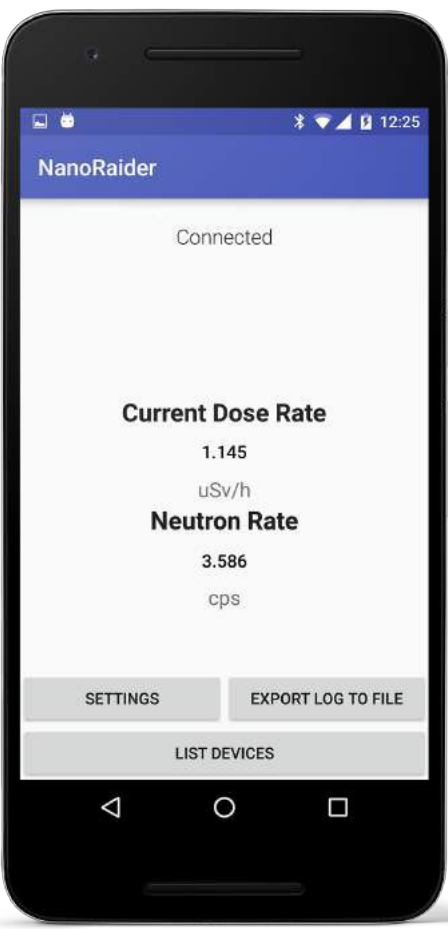 12:25
NanoRaider
Connected
Current Dose Rate
1.145
uSv/h
Neutron Rate
3.586
cps
SETTINGS EXPORT LOG TO FILE
LIST DEVICES